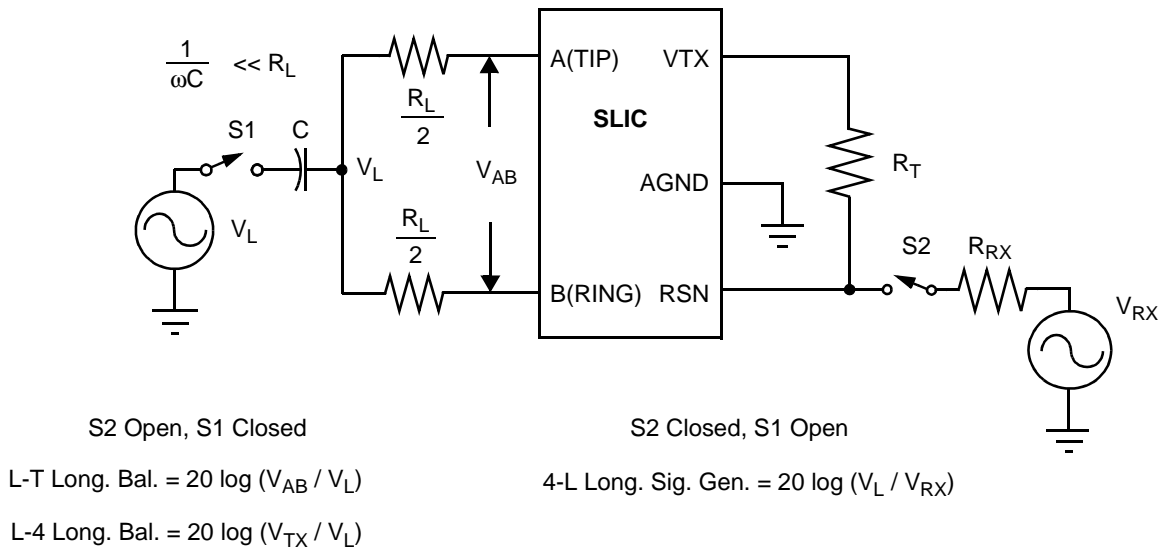 1
ωC
<< R_L
S1
C
V_L
V_L
R_L
2
R_L
2
V_AB
A(TIP)
VTX
SLIC
AGND
B(RING)
RSN
R_T
S2
R_RX
V_RX
S2 Open, S1 Closed
L-T Long. Bal. = 20 log (V_AB / V_L)
L-4 Long. Bal. = 20 log (V_TX / V_L)
S2 Closed, S1 Open
4-L Long. Sig. Gen. = 20 log (V_L / V_RX)